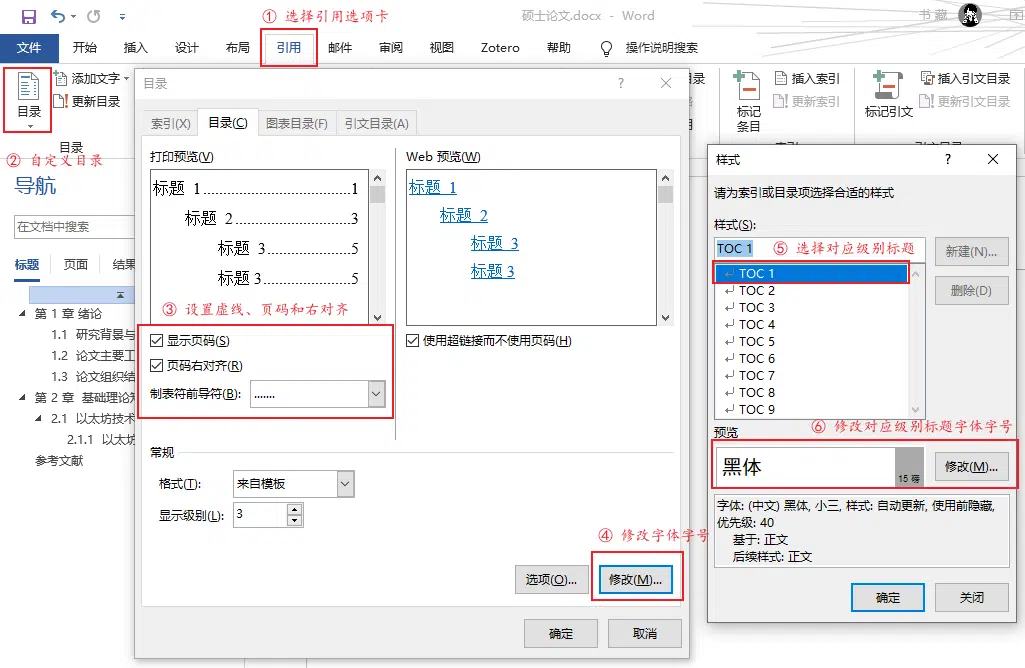 ① 选择引用选项卡
硕士论文.docx - Word
书 藏
文件 开始 插入 设计 布局 引用 邮件 审阅 视图 Zotero 帮助 操作说明搜索
目录
添加文字
更新目录
目录
② 自定义目录
标记
条目
插入索引
更新索引
标记引文
插入引文目录
更新引文目录
导航
在文档中搜索
标题 页面 结果
第 1 章 绪论
1.1 研究背景与
1.2 论文主要工
1.3 论文组织结
第 2 章 基础理论知
2.1 以太坊技术
2.1.1 以太坊
参考文献
目录
?
索引(X) 目录(C) 图表目录(F) 引文目录(A)
打印预览(V)
标题 1................................1
标题 2.........................3
标题 3...................5
标题 3...................5
③ 设置虚线、页码和右对齐
Web 预览(W)
标题 1
标题 2
标题 3
标题 3
显示页码(S)
页码右对齐(R)
制表符前导符(B): .......
使用超链接而不使用页码(H)
常规
格式(T): 来自模板
显示级别(L): 3
④ 修改字体字号
选项(O)... 修改(M)...
确定 取消
样式
?
请为索引或目录项选择合适的样式
样式(S):
TOC 1
⑤ 选择对应级别标题
TOC 1
TOC 2
TOC 3
TOC 4
TOC 5
TOC 6
TOC 7
TOC 8
TOC 9
新建(N)...
删除(D)
⑥ 修改对应级别标题字体字号
预览
黑体
15 磅
修改(M)...
字体: (中文) 黑体, 小三, 样式: 自动更新, 使用前隐藏,
优先级: 40
基于: 正文
后续样式: 正文
确定 关闭